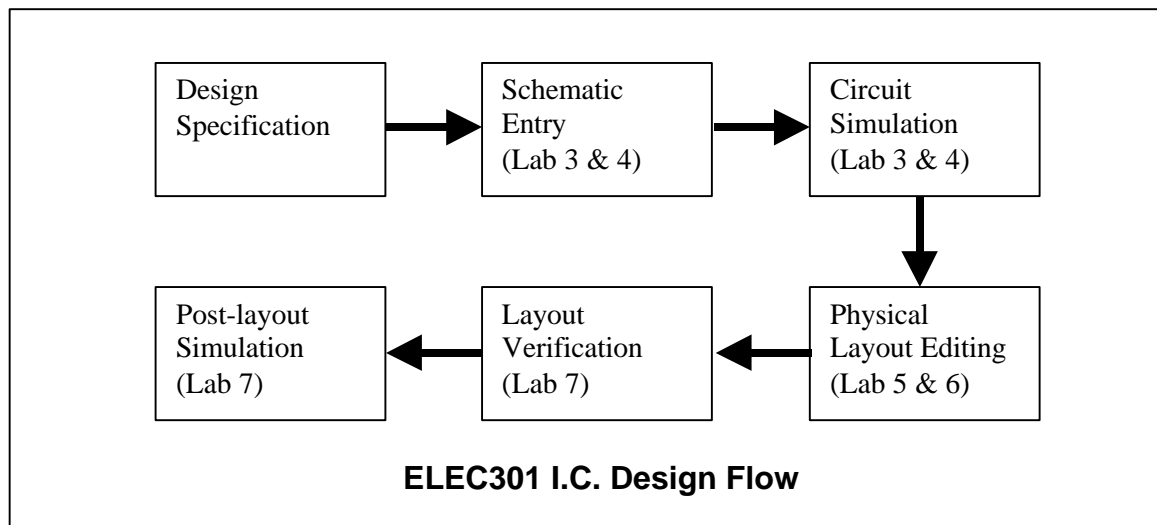 Design
Specification
Schematic
Entry
(Lab 3 & 4)
Circuit
Simulation
(Lab 3 & 4)
Physical
Layout Editing
(Lab 5 & 6)
Layout
Verification
(Lab 7)
Post-layout
Simulation
(Lab 7)
ELEC301 I.C. Design Flow